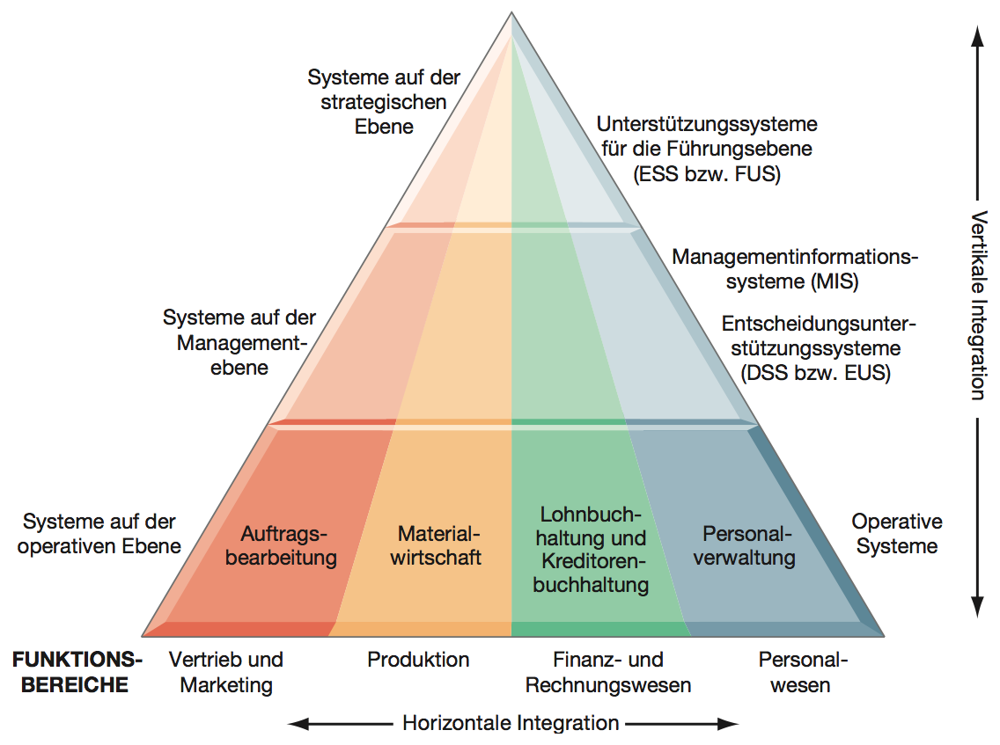 Systeme auf der
strategischen
Ebene
Unterstützungssysteme
für die Führungsebene
(ESS bzw. FUS)
Vertikale Integration
Managementinformations-
systeme (MIS)
Systeme auf der
Management-
ebene
Entscheidungsunter-
stützungssysteme
(DSS bzw. EUS)
Systeme auf der
operativen Ebene
Auftrags-
bearbeitung
Material-
wirtschaft
Lohnbuch-
haltung und
Kreditoren-
buchhaltung
Personal-
verwaltung
Operative
Systeme
FUNKTIONS-
BEREICHE
Vertrieb und
Marketing
Produktion
Finanz- und
Rechnungswesen
Personal-
wesen
Horizontale Integration